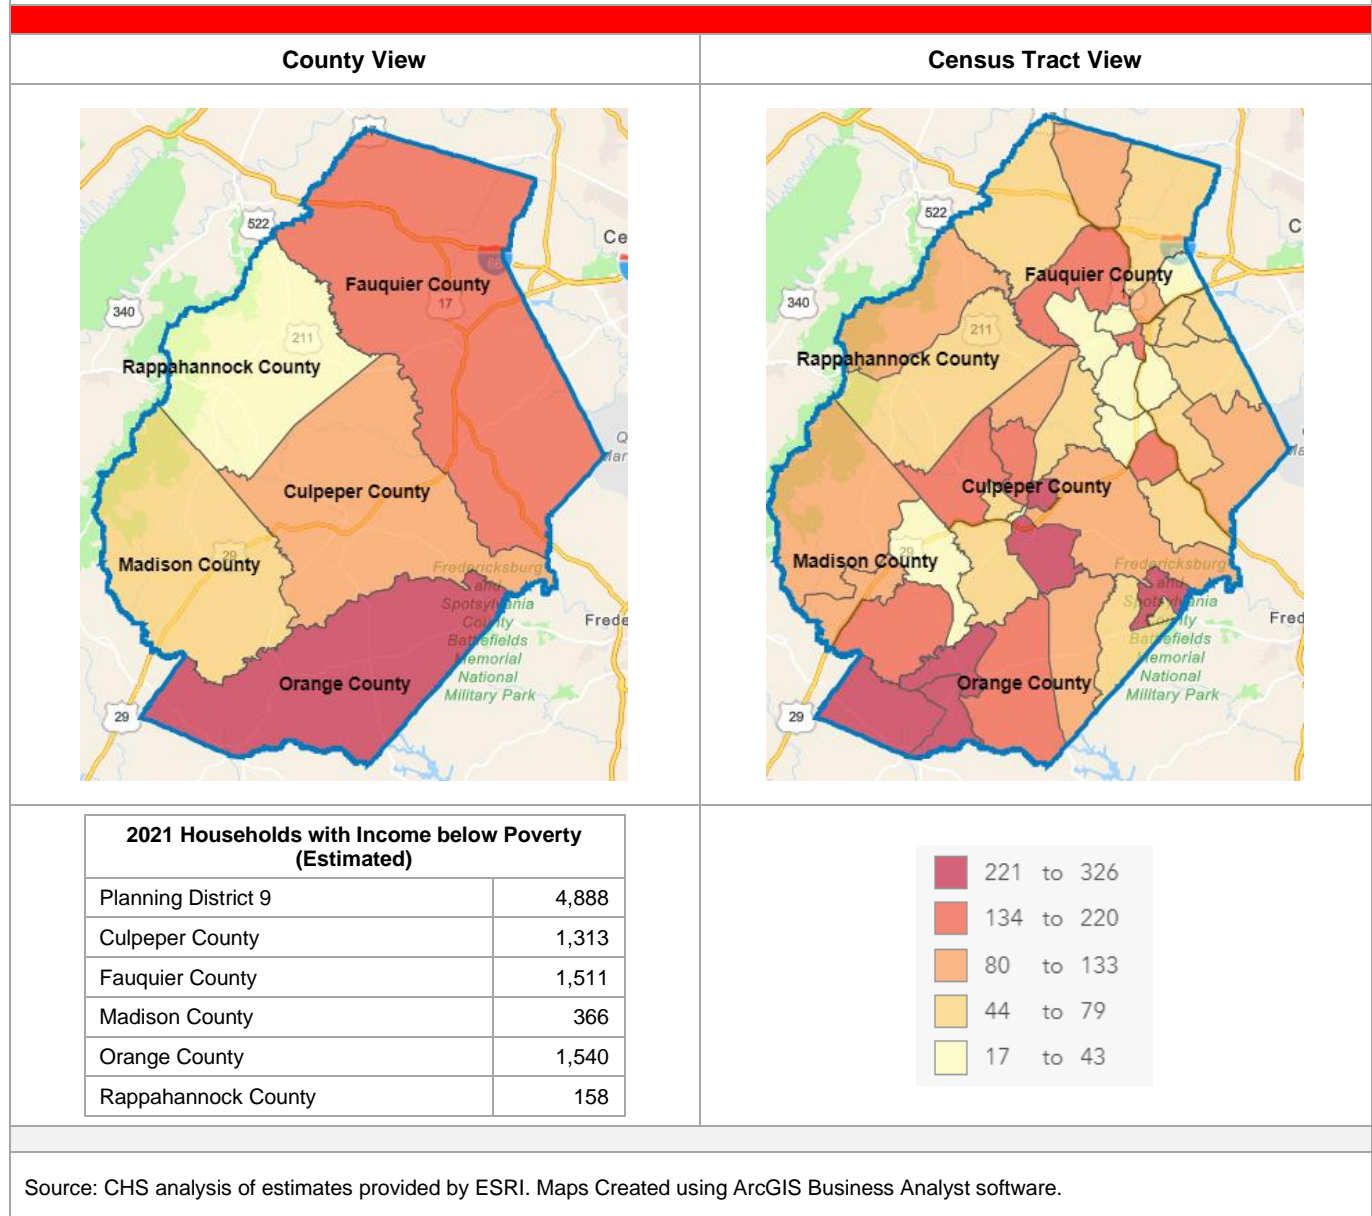 County View
Census Tract View
17
522
Ce
66
Fauquier County
17
340
211
Rappahannock County
Culpeper County
29
Madison County
Fredericksburg
and
Spotsylvania
County
Battlefields
Memorial
National
Military Park
Frede
Orange County
29
522
C
Fauquier County
340
211
Rappahannock County
Culpeper County
29
Madison County
Fredericksburg
and
Spotsylvania
County
Battlefields
Memorial
National
Military Park
Fred
Orange County
29
2021 Households with Income below Poverty
(Estimated)
Planning District 9 4,888
Culpeper County 1,313
Fauquier County 1,511
Madison County 366
Orange County 1,540
Rappahannock County 158
221 to 326
134 to 220
80 to 133
44 to 79
17 to 43
Source: CHS analysis of estimates provided by ESRI. Maps Created using ArcGIS Business Analyst software.